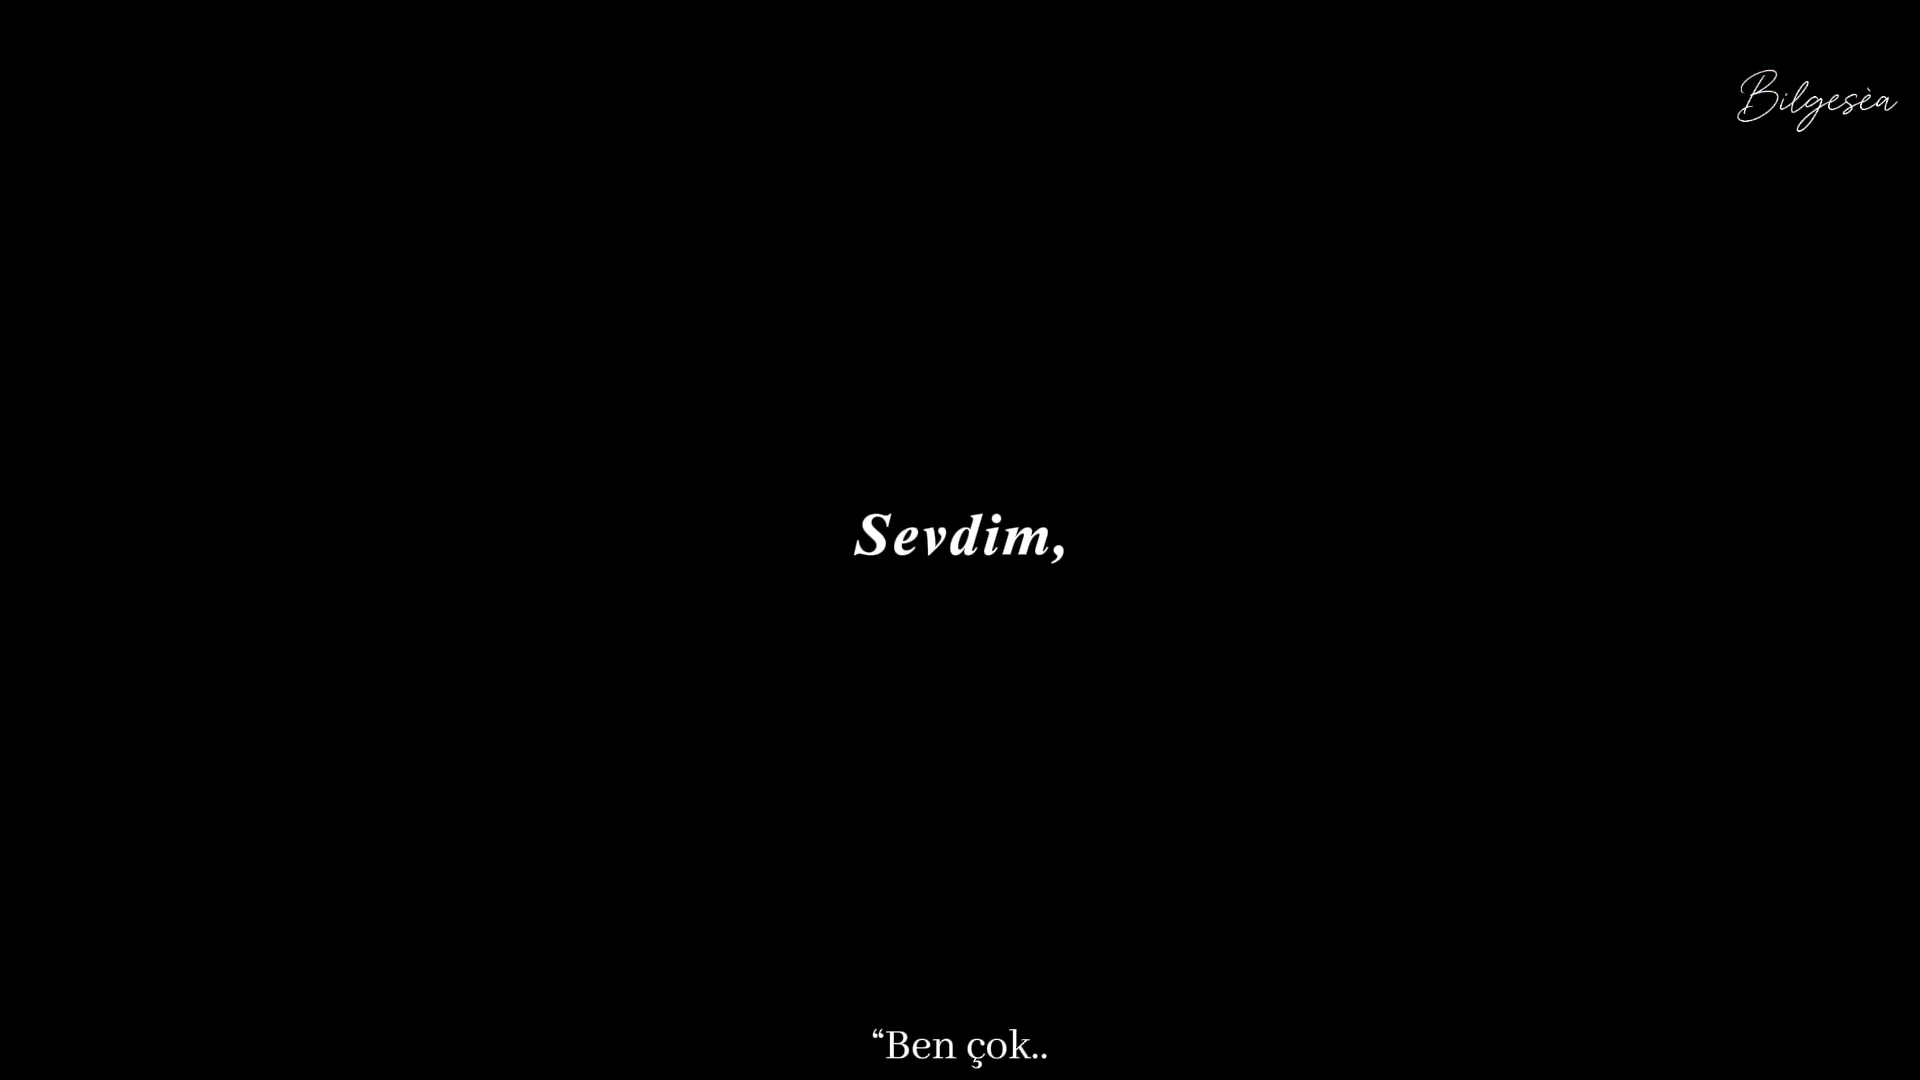 Bilgesèa
Sevdim,
“Ben çok..